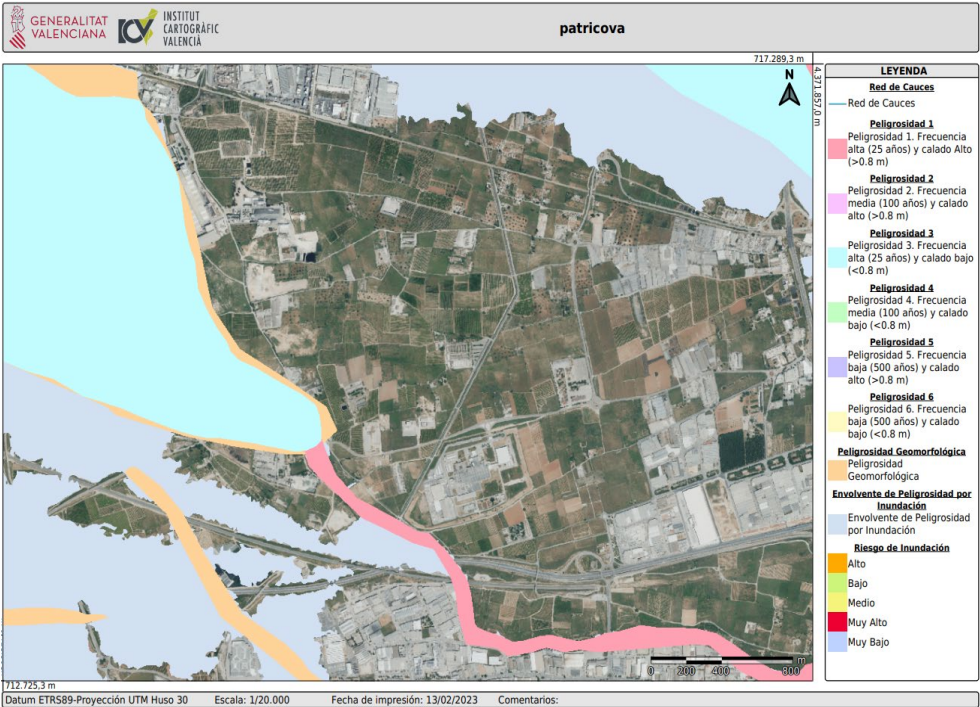 GENERALITAT
VALENCIANA
ICV
INSTITUT
CARTOGRÀFIC
VALENCIÀ
patricova
717.289,3 m
4.371.857,0 m
N
LEYENDA
Red de Cauces
Red de Cauces
Peligrosidad 1
Peligrosidad 1. Frecuencia
alta (25 años) y calado Alto
(>0.8 m)
Peligrosidad 2
Peligrosidad 2. Frecuencia
media (100 años) y calado
alto (>0.8 m)
Peligrosidad 3
Peligrosidad 3. Frecuencia
alta (25 años) y calado bajo
(<0.8 m)
Peligrosidad 4
Peligrosidad 4. Frecuencia
media (100 años) y calado
bajo (<0.8 m)
Peligrosidad 5
Peligrosidad 5. Frecuencia
baja (500 años) y calado
alto (>0.8 m)
Peligrosidad 6
Peligrosidad 6. Frecuencia
baja (500 años) y calado
bajo (<0.8 m)
Peligrosidad Geomorfológica
Peligrosidad
Geomorfológica
Envolvente de Peligrosidad por
Inundación
Envolvente de Peligrosidad
por Inundación
Riesgo de Inundación
Alto
Bajo
Medio
Muy Alto
Muy Bajo
m
0 200 400 800
712.725,3 m
Datum ETRS89-Proyección UTM Huso 30 Escala: 1/20.000 Fecha de impresión: 13/02/2023 Comentarios: